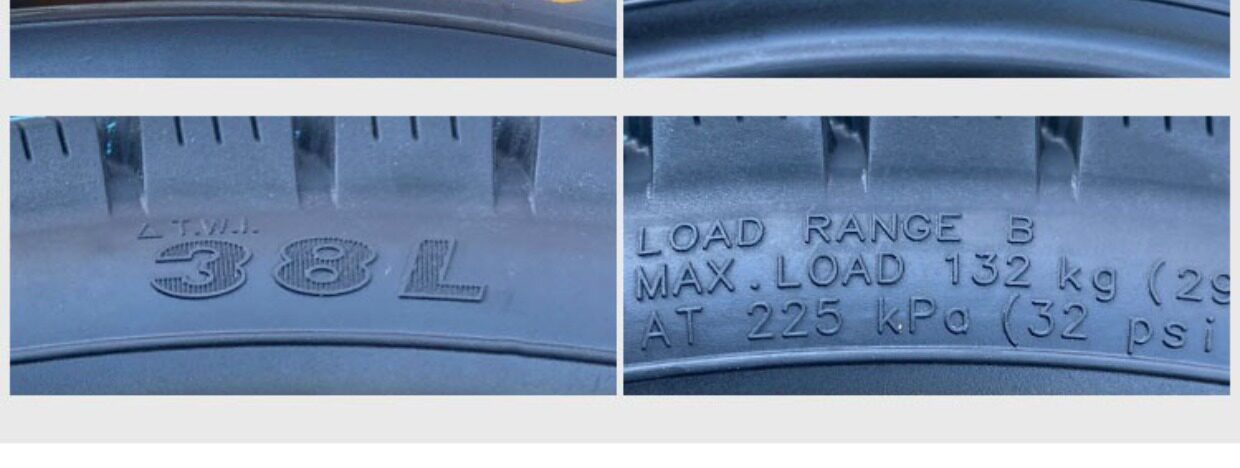 △ T.W.I.
38L
LOAD RANGE B
MAX. LOAD 132 kg (29
AT 225 kPa (32 psi